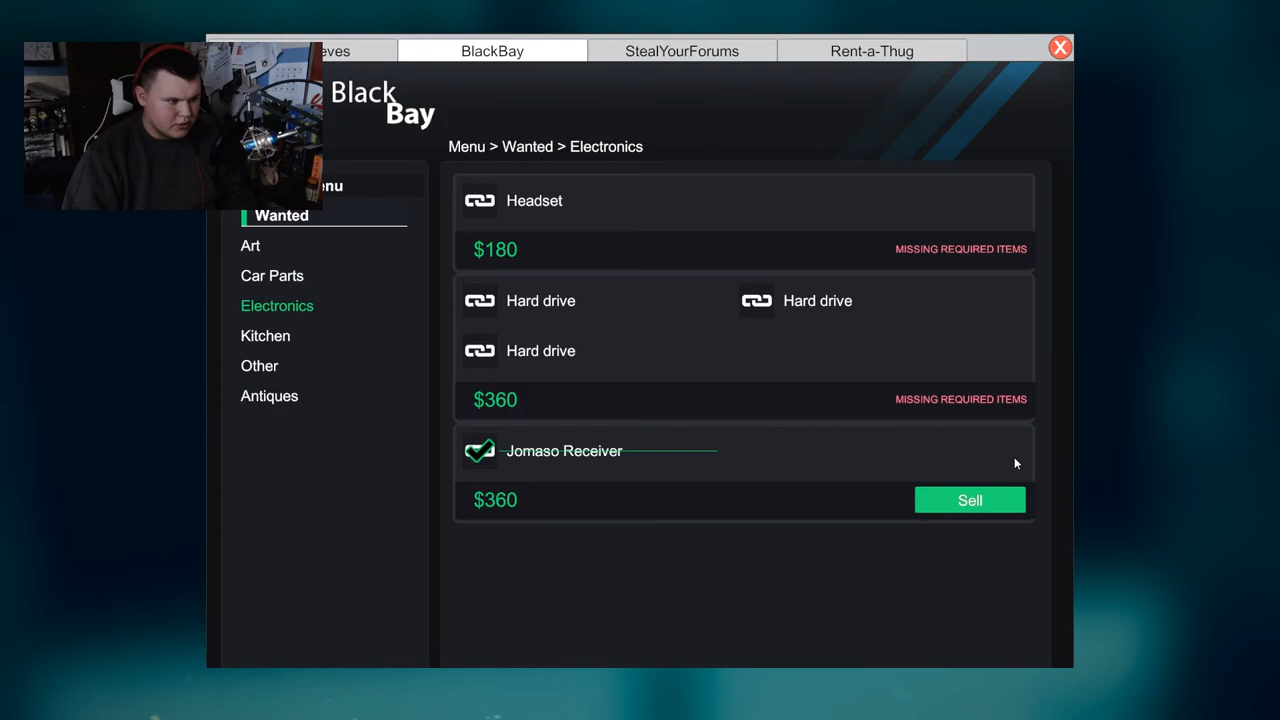 eves
BlackBay
StealYourForums
Rent-a-Thug
X
Black
Bay
Menu > Wanted > Electronics
enu
Wanted
Art
Car Parts
Electronics
Kitchen
Other
Antiques
Headset
$180
MISSING REQUIRED ITEMS
Hard drive
Hard drive
Hard drive
$360
MISSING REQUIRED ITEMS
Jomaso Receiver
$360
Sell